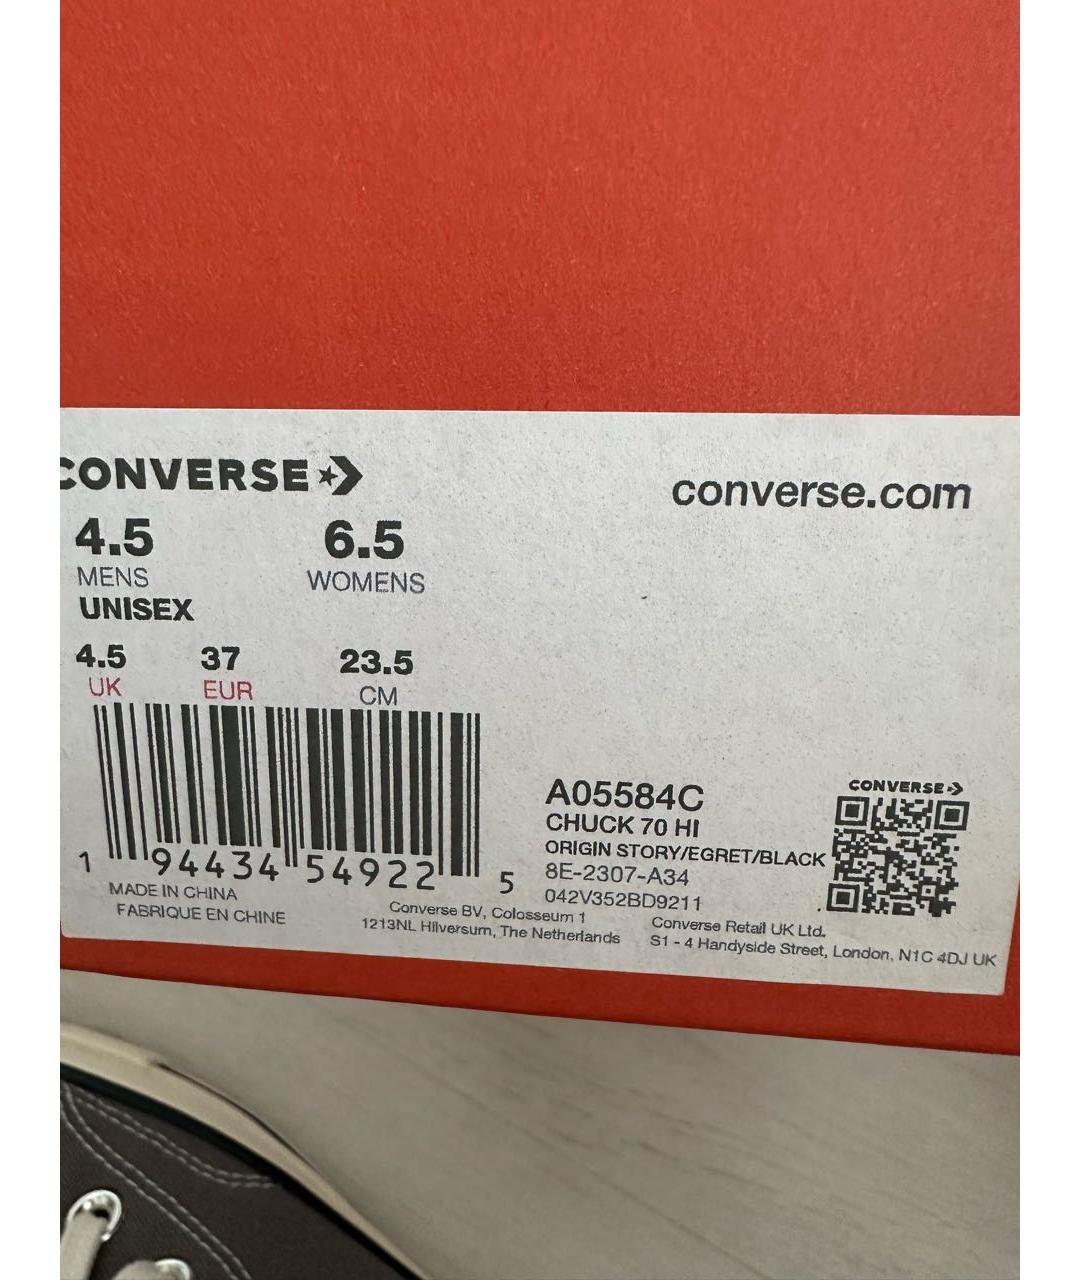 CONVERSE
converse.com
4.5 6.5
MENS WOMENS
UNISEX
4.5 37 23.5
UK EUR CM
1 94434 54922 5
MADE IN CHINA
FABRIQUE EN CHINE
A05584C
CHUCK 70 HI
ORIGIN STORY/EGRET/BLACK
8E-2307-A34
042V352BD9211
CONVERSE
Converse BV, Colosseum 1
1213NL Hilversum, The Netherlands
Converse Retail UK Ltd.
S1 - 4 Handyside Street, London, N1C 4DJ UK